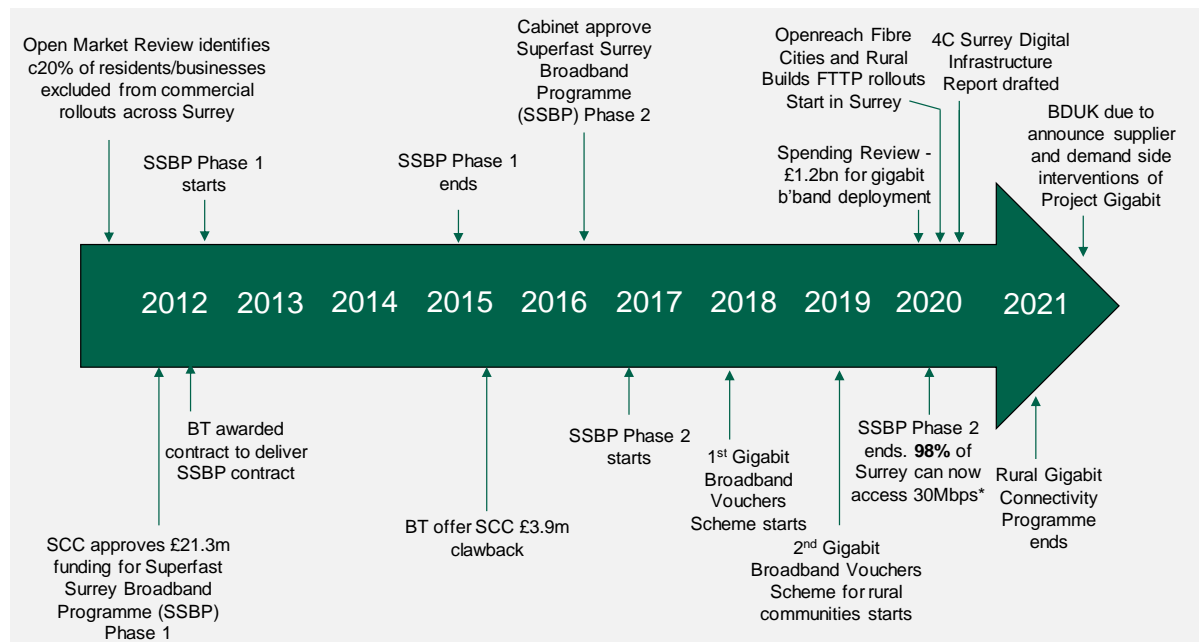 Open Market Review identifies
c20% of residents/businesses
excluded from commercial
rollouts across Surrey
SSBP Phase 1
starts
SSBP Phase 1
ends
Cabinet approve
Superfast Surrey
Broadband
Programme
(SSBP) Phase 2
Openreach Fibre
Cities and Rural
Builds FTTP rollouts
Start in Surrey
Spending Review -
£1.2bn for gigabit
b'band deployment
4C Surrey Digital
Infrastructure
Report drafted
BDUK due to
announce supplier
and demand side
interventions of
Project Gigabit
2012 2013 2014 2015 2016 2017 2018 2019 2020 2021
SCC approves £21.3m
funding for Superfast
Surrey Broadband
Programme (SSBP)
Phase 1
BT awarded
contract to deliver
SSBP contract
BT offer SCC £3.9m
clawback
SSBP Phase 2
starts
1st Gigabit
Broadband
Vouchers
Scheme starts
2nd Gigabit
Broadband Vouchers
Scheme for rural
communities starts
SSBP Phase 2
ends. 98% of
Surrey can now
access 30Mbps*
Rural Gigabit
Connectivity
Programme
ends